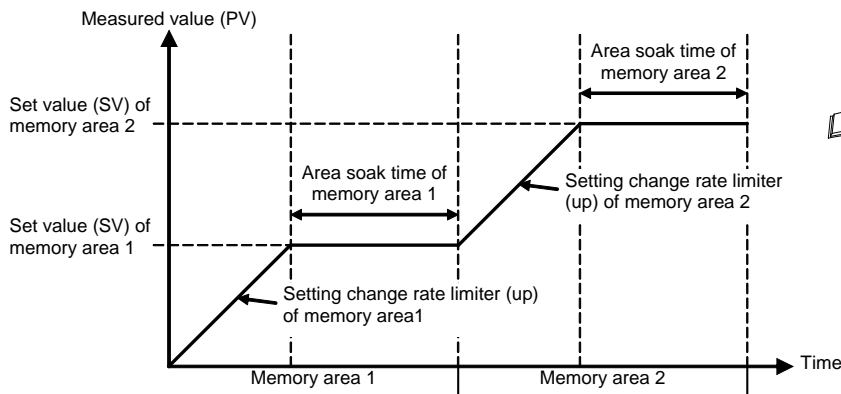 Measured value (PV)
Area soak time of
memory area 2
Set value (SV) of
memory area 2
Area soak time of
memory area 1
Setting change rate limiter
(up) of memory area 2
Set value (SV) of
memory area 1
Setting change rate limiter (up)
of memory area1
Time
Memory area 1
Memory area 2